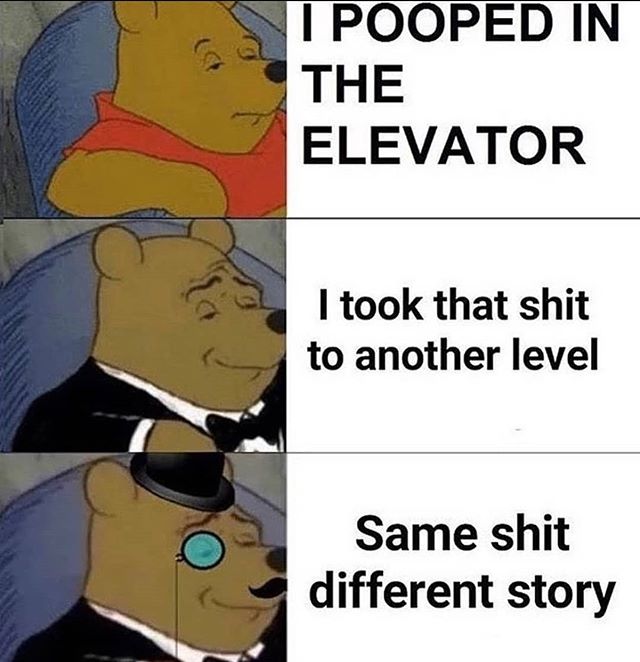 I POOPED IN
THE
ELEVATOR
I took that shit
to another level
Same shit
different story